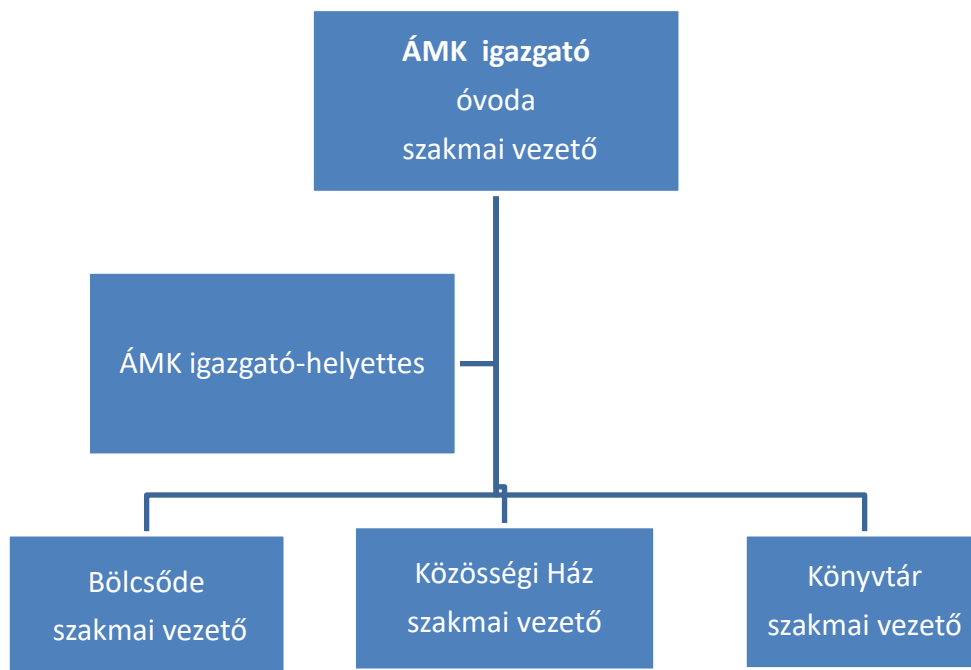 ÁMK igazgató
óvoda
szakmai vezető
ÁMK igazgató-helyettes
Bölcsőde
szakmai vezető
Közösségi Ház
szakmai vezető
Könyvtár
szakmai vezető